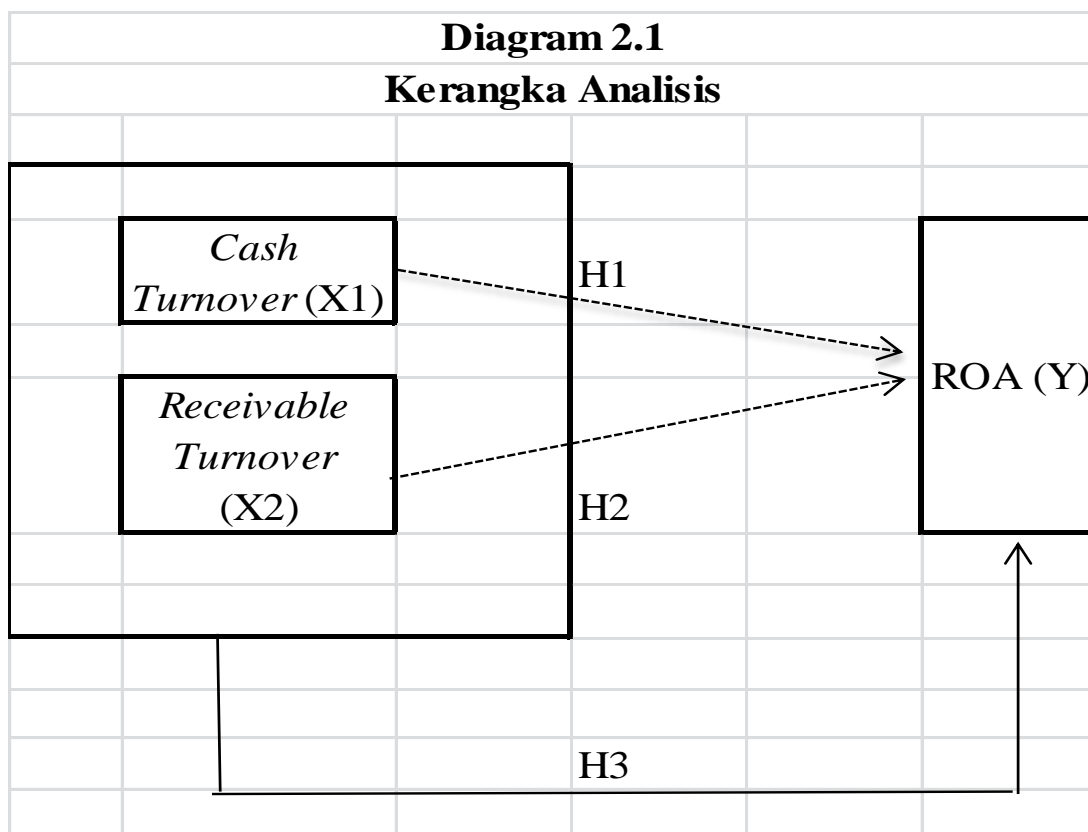 Diagram 2.1
Kerangka Analisis
Cash
Turnover (X1)
H1
ROA (Y)
Receivable
Turnover
(X2)
H2
H3